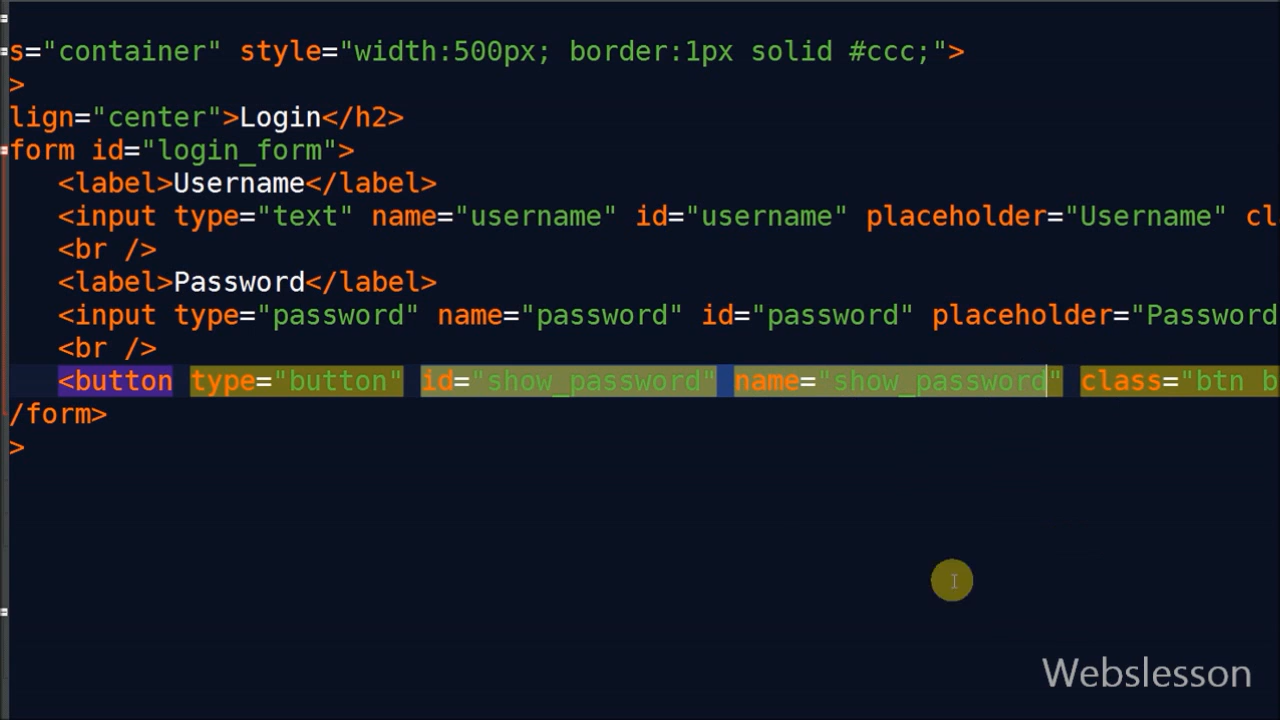 s="container" style="width:500px; border:1px solid #ccc;">
>
lign="center">Login</h2>
form id="login_form">
<label>Username</label>
<input type="text" name="username" id="username" placeholder="Username" cl
<br />
<label>Password</label>
<input type="password" name="password" id="password" placeholder="Password
<br />
<button type="button" id="show_password" name="show_password" class="btn b
/form>
>
Webslesson